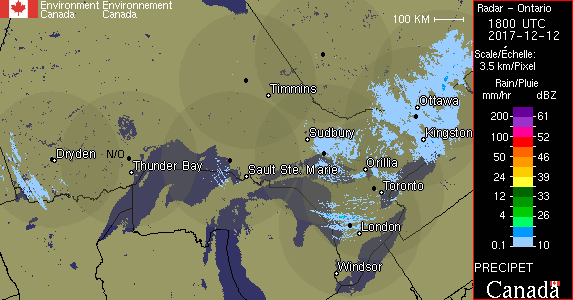 Environment Environnement
Canada Canada
100 KM
Timmins
Ottawa
Sudbury
Kingston
Dryden
N/O
Thunder Bay
Sault Ste. Marie
Orillia
Toronto
London
Windsor
Radar - Ontario
1800 UTC
2017-12-12
Scale/Échelle:
3.5 km/Pixel
Rain/Pluie
mm/hr dBZ
200 61
100 52
50 46
24 39
12 33
4 26
0.1 10
PRECIPET
Canada